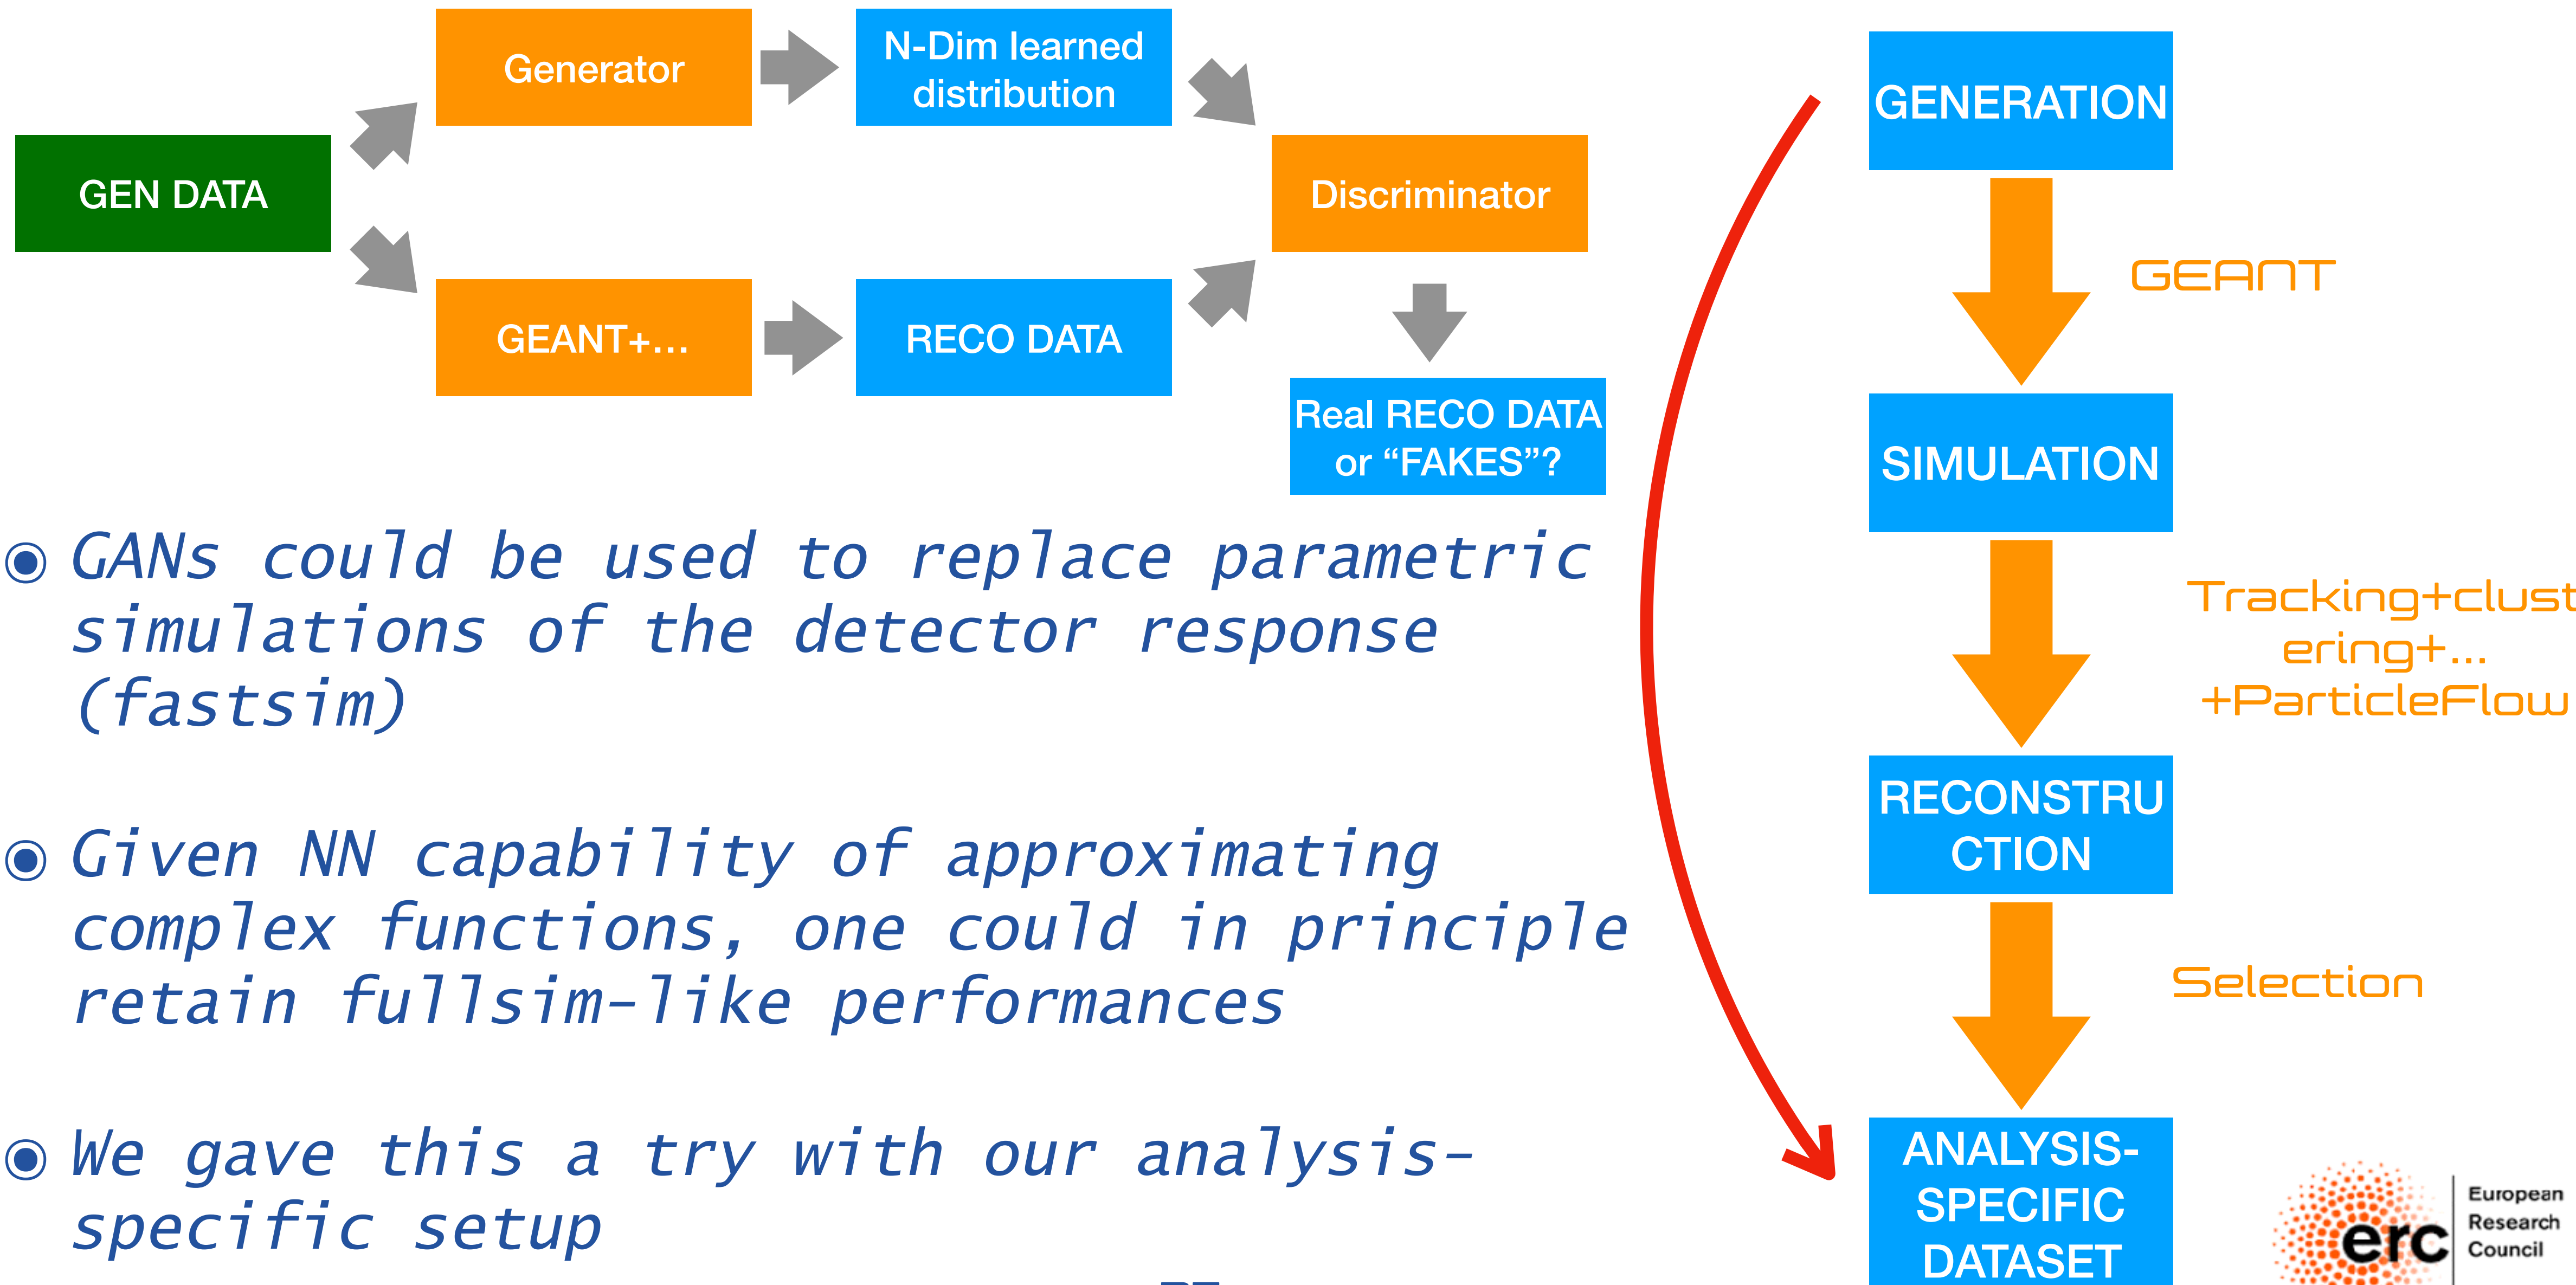 Generator
N-Dim learned
distribution
GEN DATA
Discriminator
GEANT+...
RECO DATA
Real RECO DATA
or “FAKES”?
GANs could be used to replace parametric
simulations of the detector response
(fastsim)
Given NN capability of approximating
complex functions, one could in principle
retain fullsim-like performances
We gave this a try with our analysis-
specific setup
GENERATION
GEANT
SIMULATION
Tracking+clust
ering+...
+ParticleFlow
RECONSTRU
CTION
Selection
ANALYSIS-
SPECIFIC
DATASET
erc
European
Research
Council